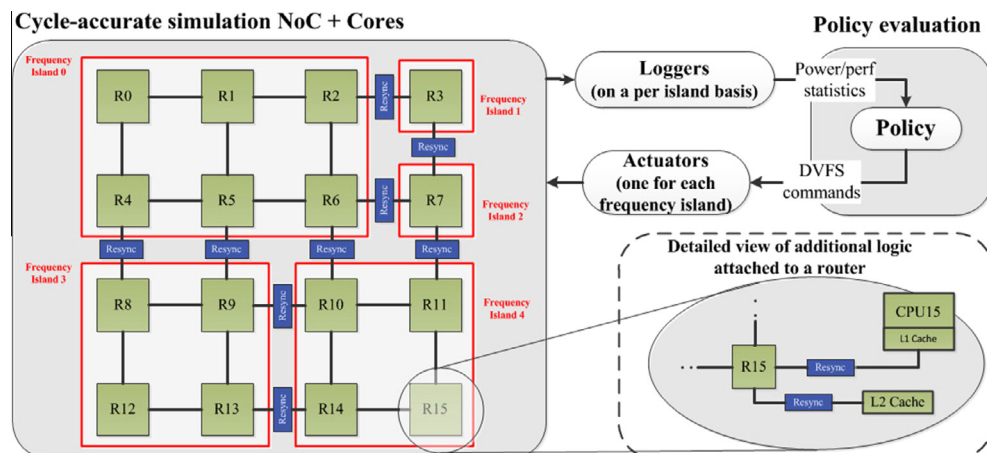 Cycle-accurate simulation NoC + Cores
Policy evaluation
Frequency
Island 0
R0
R1
R2
Resync
R3
Frequency
Island 1
Resync
R4
R5
R6
Resync
R7
Frequency
Island 2
Resync
Resync
Resync
Resync
Frequency
Island 3
R8
R9
Resync
R10
R11
Frequency
Island 4
R12
R13
Resync
R14
R15
Loggers
(on a per island basis)
Power/perf
statistics
Policy
Actuators
(one for each
frequency island)
DVFS
commands
Detailed view of additional logic
attached to a router
CPU15
L1 Cache
R15
Resync
Resync
L2 Cache